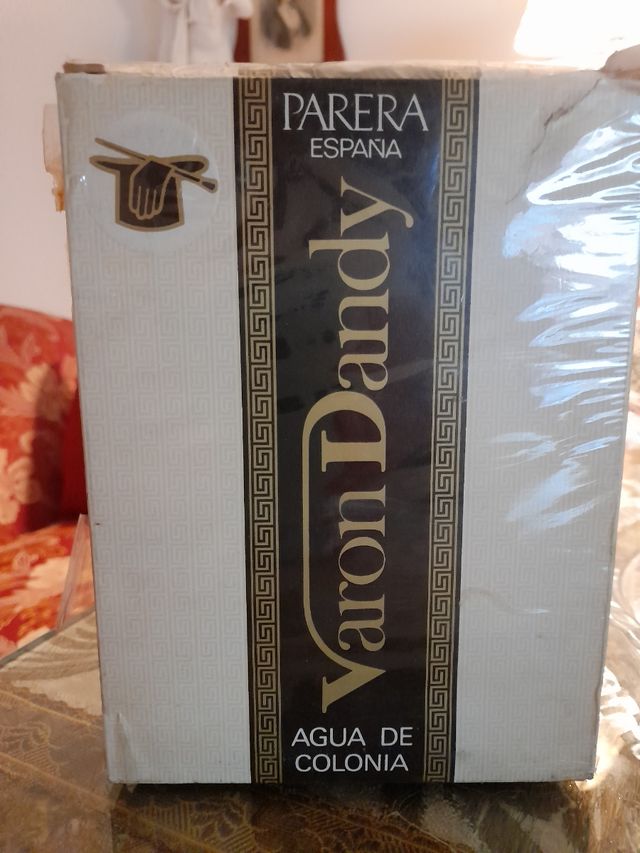 PARERA
ESPAÑA
Varon Dandy
AGUA DE
COLONIA